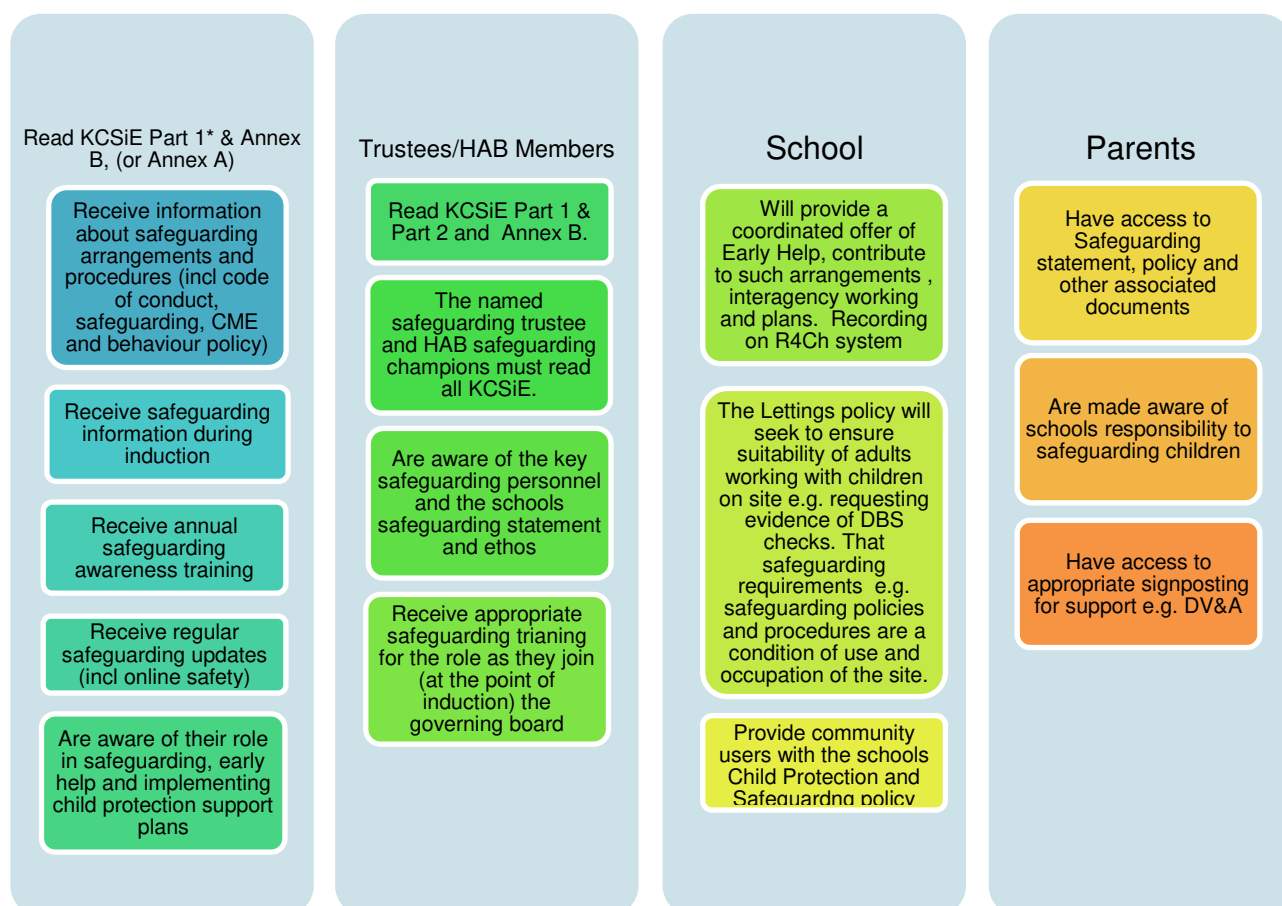 Read KCSiE Part 1* & Annex
B, (or Annex A)
Receive information
about safeguarding
arrangements and
procedures (incl code
of conduct,
safeguarding, CME
and behaviour policy)
Receive safeguarding
information during
induction
Receive annual
safeguarding
awareness training
Receive regular
safeguarding updates
(incl online safety)
Are aware of their role
in safeguarding, early
help and implementing
child protection support
plans
Trustees/HAB Members
Read KCSiE Part 1 &
Part 2 and Annex B.
The named
safeguarding trustee
and HAB safeguarding
champions must read
all KCSiE.
Are aware of the key
safeguarding personnel
and the schools
safeguarding statement
and ethos
Receive appropriate
safeguarding trianing
for the role as they join
(at the point of
induction) the
governing board
School
Will provide a
coordinated offer of
Early Help, contribute
to such arrangements ,
interagency working
and plans. Recording
on R4Ch system
The Lettings policy will
seek to ensure
suitability of adults
working with children
on site e.g. requesting
evidence of DBS
checks. That
safeguarding
requirements e.g.
safeguarding policies
and procedures are a
condition of use and
occupation of the site.
Provide community
users with the schools
Child Protection and
Safeguardng policy
Parents
Have access to
Safeguarding
statement, policy and
other associated
documents
Are made aware of
schools responsibility to
safeguarding children
Have access to
appropriate signposting
for support e.g. DV&A